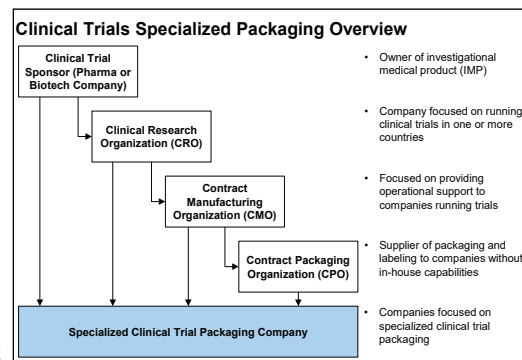 Clinical Trials Specialized Packaging Overview
Clinical Trial
Sponsor (Pharma or
Biotech Company)
• Owner of investigational
medical product (IMP)
Clinical Research
Organization (CRO)
• Company focused on running
clinical trials in one or more
countries
Contract
Manufacturing
Organization (CMO)
• Focused on providing
operational support to
companies running trials
Contract Packaging
Organization (CPO)
• Supplier of packaging and
labeling to companies without
in-house capabilities
Specialized Clinical Trial Packaging Company
• Companies focused on
specialized clinical trial
packaging